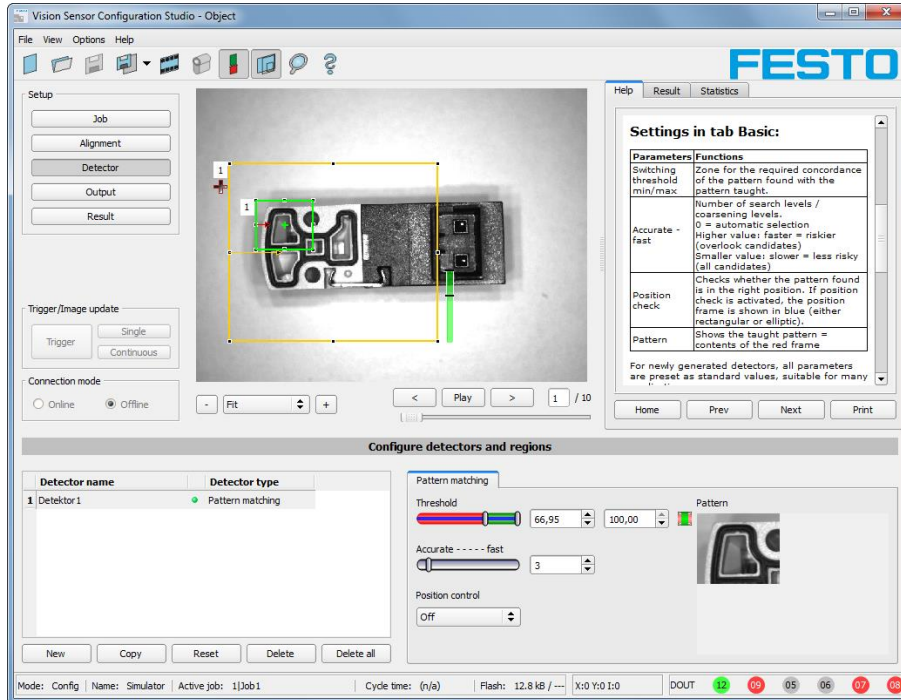 Vision Sensor Configuration Studio - Object
File View Options Help
FESTO
Setup
Job
Alignment
Detector
Output
Result
Trigger/Image update
Trigger
Single
Continuous
Connection mode
Online Offline
1
1
- Fit +
< Play > 1 / 10
Help Result Statistics
Settings in tab Basic:
Parameters Functions
Switching threshold min/max
Zone for the required concordance of the pattern found with the pattern taught.
Accurate - fast
Number of search levels /
coarsening levels.
0 = automatic selection
Higher value: faster = riskier
(overlook candidates)
Smaller value: slower = less risky
(all candidates)
Position check
Checks whether the pattern found
is in the right position. If position
check is activated, the position
frame is shown in blue (either
rectangular or elliptic).
Pattern
Shows the taught pattern =
contents of the red frame
For newly generated detectors, all parameters
are preset as standard values, suitable for many
Home Prev Next Print
Configure detectors and regions
Detector name Detector type
1 Detektor1 Pattern matching
New Copy Reset Delete Delete all
Pattern matching
Threshold
66,95 100,00
Accurate - - - - - fast
3
Position control
Off
Pattern
Mode: Config Name: Simulator Active job: 1|Job1 Cycle time: (n/a) Flash: 12.8 kB / --- X:0 Y:0 I:0 DOUT 12 09 05 06 07 08